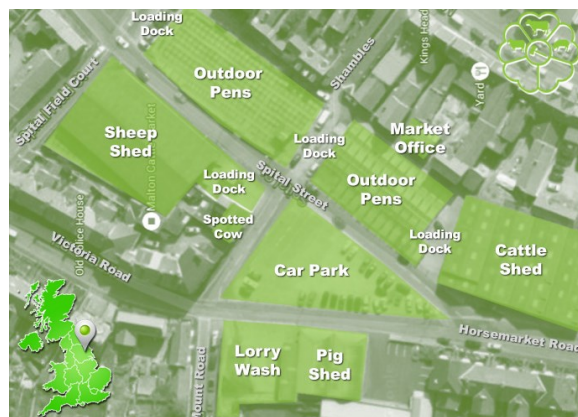 Loading
Dock
Kings Head
Shambles
Outdoor
Pens
Yard
Spital Field Court
Sheep
Shed
Malton Cattle Market
Loading
Dock
Market
Office
Loading
Dock
Spital Street
Outdoor
Pens
Spotted
Cow
Old Police House
Victoria Road
Loading
Dock
Cattle
Shed
Car Park
Horsemarket Road
Lorry
Wash
Pig
Shed
Mount Road